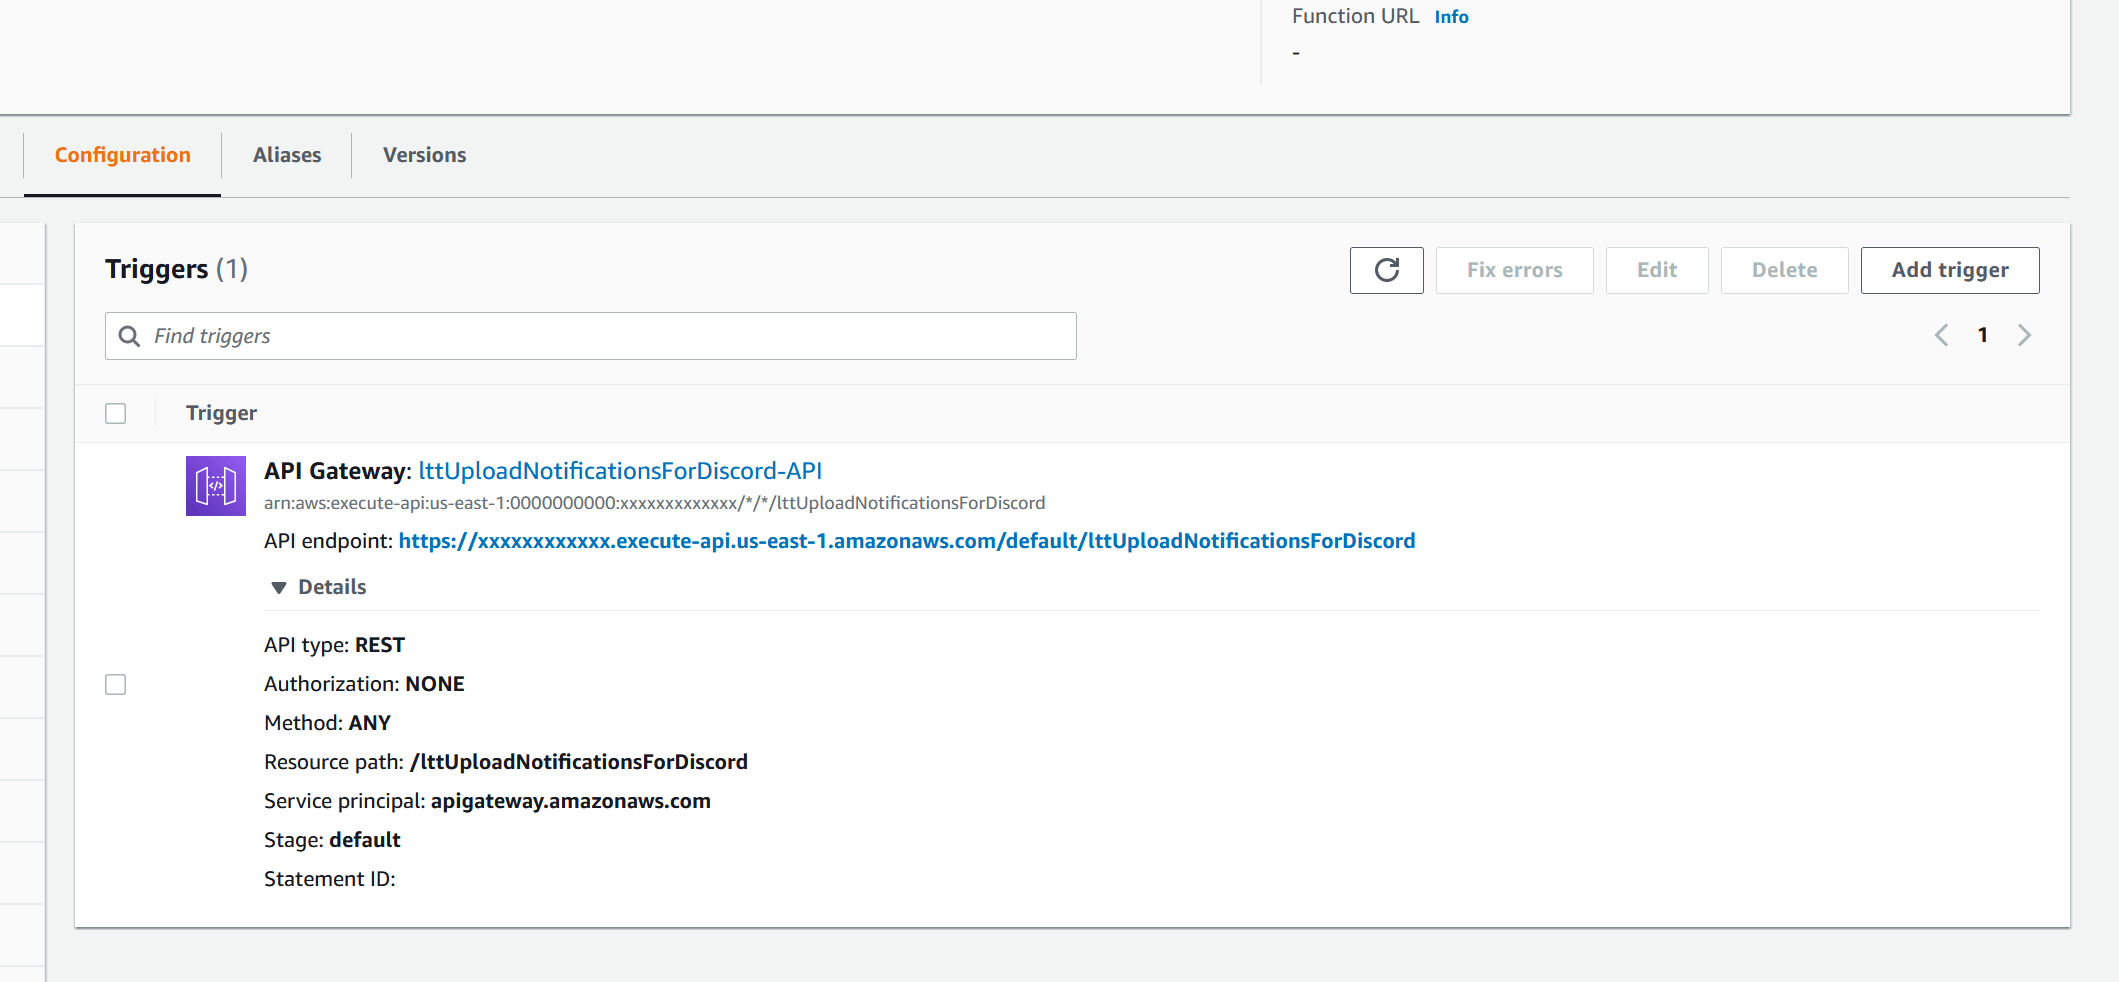 Function URL Info
-
Configuration
Aliases
Versions
Triggers (1)
Fix errors
Edit
Delete
Add trigger
Find triggers
1
Trigger
API Gateway: lttUploadNotificationsForDiscord-API
arn:aws:execute-api:us-east-1:0000000000:xxxxxxxxxxxxx/*/*/lttUploadNotificationsForDiscord
API endpoint: https://xxxxxxxxxxxx.execute-api.us-east-1.amazonaws.com/default/lttUploadNotificationsForDiscord
Details
API type: REST
Authorization: NONE
Method: ANY
Resource path: /lttUploadNotificationsForDiscord
Service principal: apigateway.amazonaws.com
Stage: default
Statement ID: